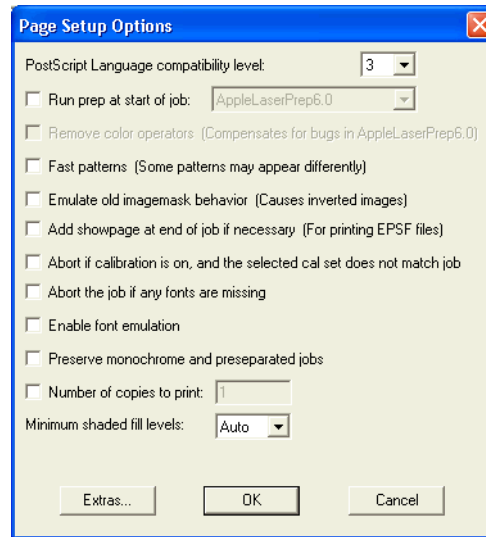 Page Setup Options
PostScript Language compatibility level: 3
Run prep at start of job: AppleLaserPrep6.0
Remove color operators (Compensates for bugs in AppleLaserPrep6.0)
Fast patterns (Some patterns may appear differently)
Emulate old imagemask behavior (Causes inverted images)
Add showpage at end of job if necessary (For printing EPSF files)
Abort if calibration is on, and the selected cal set does not match job
Abort the job if any fonts are missing
Enable font emulation
Preserve monochrome and preseparated jobs
Number of copies to print: 1
Minimum shaded fill levels: Auto
Extras... OK Cancel